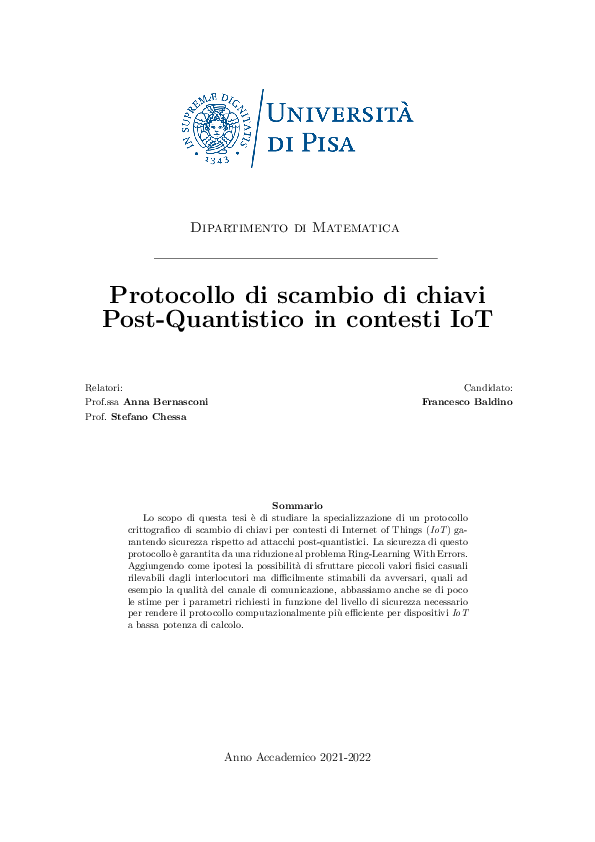 IN SUPREMÆ DIGNITATIS
1343
UNIVERSITÀ
DI PISA
DIPARTIMENTO DI MATEMATICA
Protocollo di scambio di chiavi
Post-Quantistico in contesti IoT
Relatori:
Prof.ssa Anna Bernasconi
Prof. Stefano Chessa
Candidato:
Francesco Baldino
Sommario
Lo scopo di questa tesi è di studiare la specializzazione di un protocollo
crittografico di scambio di chiavi per contesti di Internet of Things (IoT) ga-
rantendo sicurezza rispetto ad attacchi post-quantistici. La sicurezza di questo
protocollo è garantita da una riduzione al problema Ring-Learning With Errors.
Aggiungendo come ipotesi la possibilità di sfruttare piccoli valori fisici casuali
rilevabili dagli interlocutori ma difficilmente stimabili da avversari, quali ad
esempio la qualità del canale di comunicazione, abbassiamo anche se di poco
le stime per i parametri richiesti in funzione del livello di sicurezza necessario
per rendere il protocollo computazionalmente più efficiente per dispositivi IoT
a bassa potenza di calcolo.
Anno Accademico 2021-2022